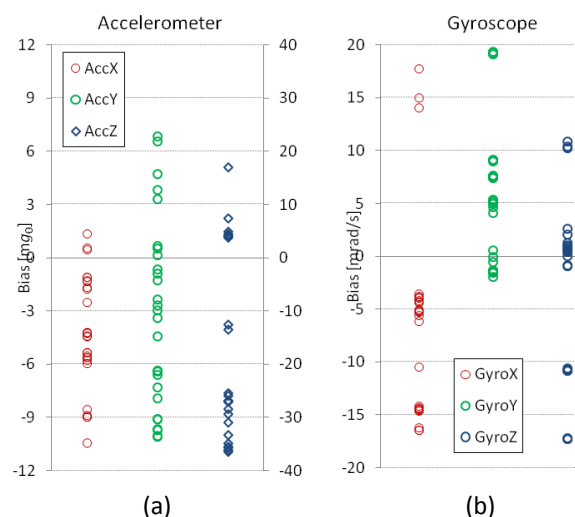 Accelerometer
12
9
6
3
0
-3
-6
-9
-12
Bias [mg₀]
AccX
AccY
AccZ
40
30
20
10
0
-10
-20
-30
-40
(a)
Gyroscope
20
15
10
5
0
-5
-10
-15
-20
Bias [mrad/s]
GyroX
GyroY
GyroZ
(b)